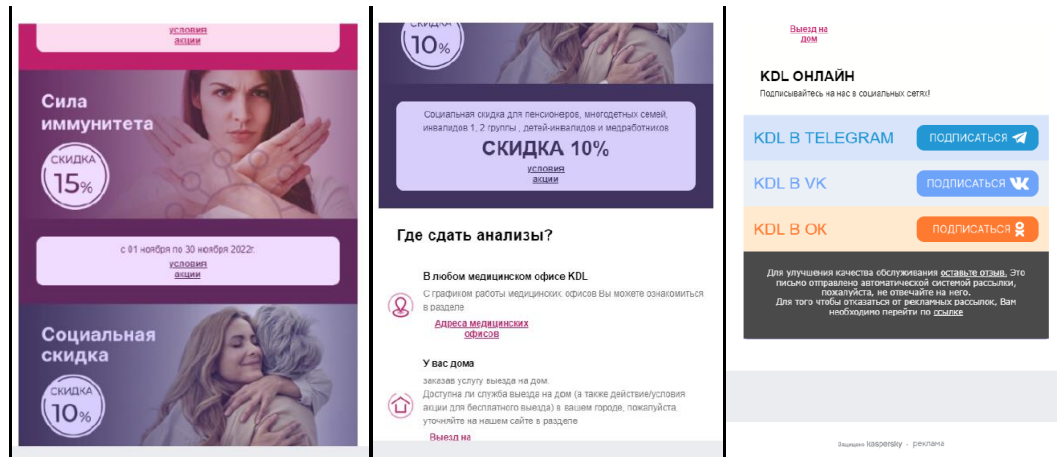 условия
акции
Сила
иммунитета
СКИДКА
15%
с 01 ноября по 30 ноября 2022г.
условия
акции
Социальная
скидка
СКИДКА
10%
СКИДКА
10%
Социальная скидка для пенсионеров, многодетных семей,
инвалидов 1, 2 группы , детей-инвалидов и медработников
СКИДКА 10%
условия
акции
Где сдать анализы?
В любом медицинском офисе KDL
С графиком работы медицинских офисов Вы можете ознакомиться
в разделе
Адреса медицинских
офисов
У вас дома
заказав услугу выезда на дом.
Доступна ли служба выезда на дом (а также действие/условия
акции для бесплатного выезда) в вашем городе, пожалуйста,
уточняйте на нашем сайте в разделе
Выезд на
Выезд на
дом
KDL ОНЛАЙН
Подписывайтесь на нас в социальных сетях!
KDL В TELEGRAM
ПОДПИСАТЬСЯ
KDL В VK
ПОДПИСАТЬСЯ
KDL В ОК
ПОДПИСАТЬСЯ
Для улучшения качества обслуживания оставьте отзыв. Это
письмо отправлено автоматической системой рассылки,
пожалуйста, не отвечайте на него.
Для того чтобы отказаться от рекламных рассылок, Вам
необходимо перейти по ссылке
Защищено kaspersky · реклама